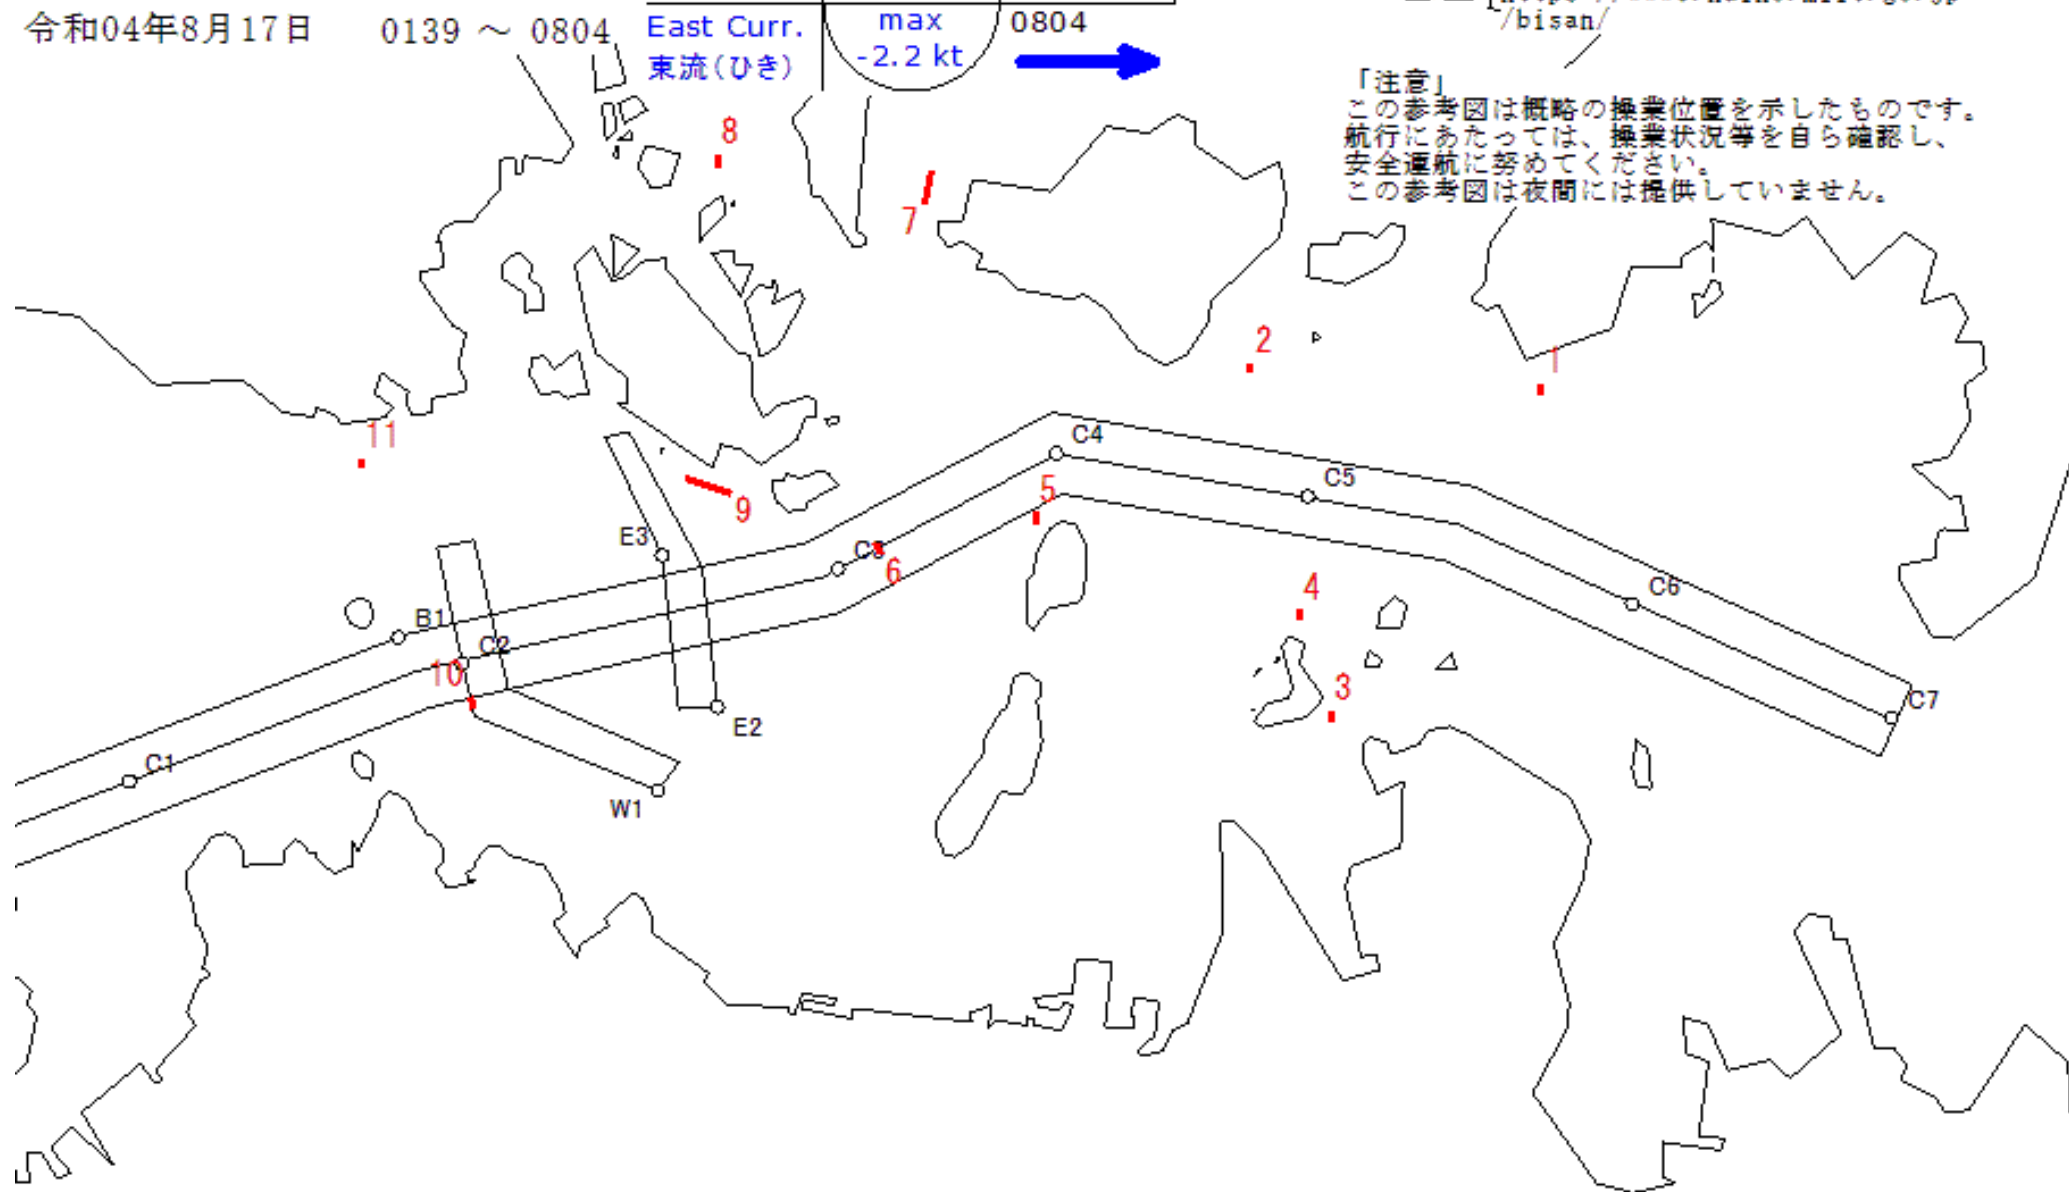 令和04年8月17日 0139 ～ 0804
East Curr.
東流(ひき)
max
-2.2 kt
0804
/bisan/
「注意」
この参考図は概略の操業位置を示したものです。
航行にあたっては、操業状況等を自ら確認し、
安全運航に努めてください。
この参考図は夜間には提供していません。
8
7
2
1
11
C4
C5
5
9
E3
C3
6
4
C6
B1
C2
10
3
C7
E2
C1
W1